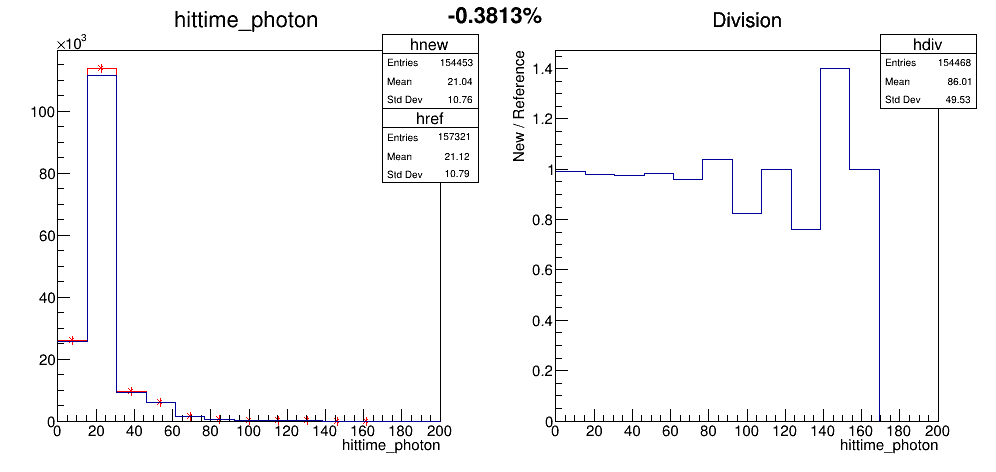 -0.3813%
hittime_photon
×10³
hnew
Entries 154453
Mean 21.04
Std Dev 10.76
href
Entries 157321
Mean 21.12
Std Dev 10.79
100
80
60
40
20
0
0 20 40 60 80 100 120 140 160 180 200
hittime_photon
Division
hdiv
Entries 154468
Mean 86.01
Std Dev 49.53
New / Reference
1.4
1.2
1
0.8
0.6
0.4
0.2
0
0 20 40 60 80 100 120 140 160 180 200
hittime_photon